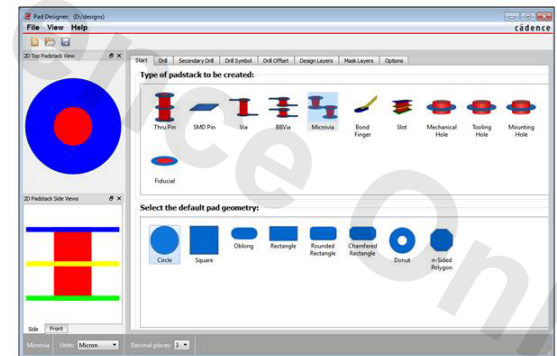 Pad Designer: (D:/designs)
File View Help
cādence
2D Top Padstack View
Start Drill Secondary Drill Drill Symbol Drill Offset Design Layers Mask Layers Options
Type of padstack to be created:
Thru Pin SMD Pin Via BBVia Microvia Bond Finger Slot Mechanical Hole Tooling Hole Mounting Hole
Fiducial
2D Padstack Side Views
Select the default pad geometry:
Circle Square Oblong Rectangle Rounded Rectangle Chamfered Rectangle Donut n-Sided Polygon
Side Front
Microvia Units: Micron Decimal places: 3